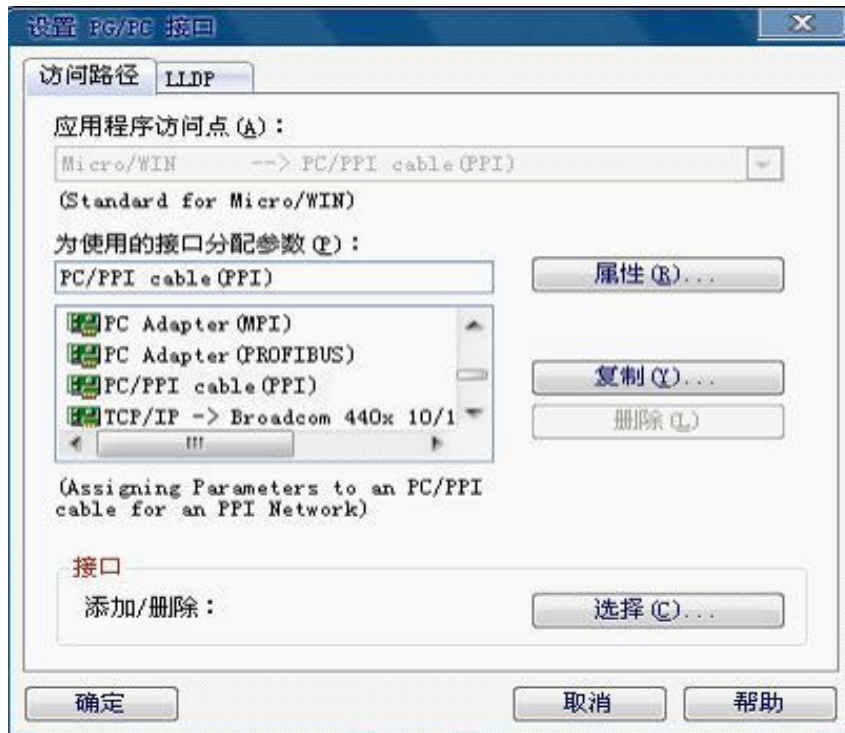 设置 PG/PC 接口
访问路径 LLDP
应用程序访问点(A):
Micro/WIN --> PC/PPI cable(PPI)
(Standard for Micro/WIN)
为使用的接口分配参数(P):
PC/PPI cable(PPI)
属性(R)...
PC Adapter(MPI)
PC Adapter(PROFIBUS)
PC/PPI cable(PPI)
复制(Y)...
TCP/IP -> Broadcom 440x 10/1
删除(L)
(Assigning Parameters to an PC/PPI
cable for an PPI Network)
接口
添加/删除:
选择(C)...
确定 取消 帮助